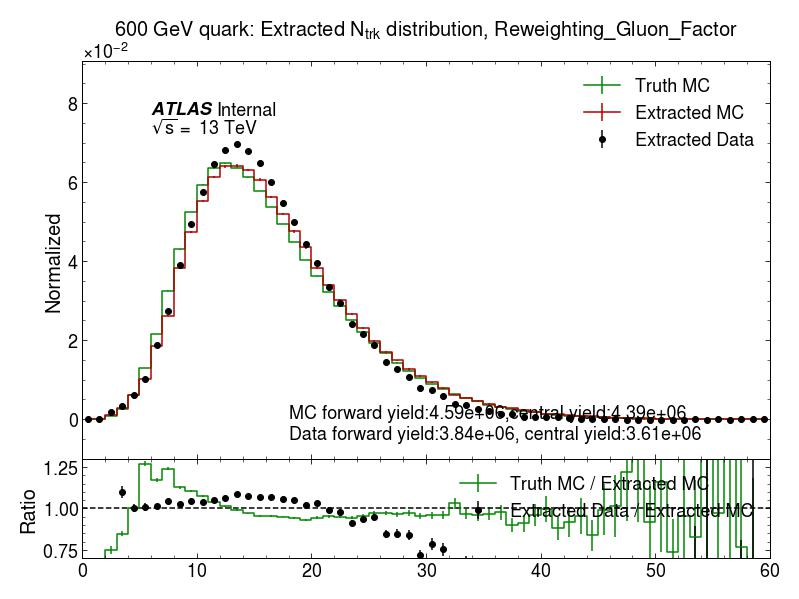 600 GeV quark: Extracted Ntrk distribution, Reweighting_Gluon_Factor
×10−2
Truth MC
Extracted MC
Extracted Data
ATLAS Internal
√s = 13 TeV
8
6
4
2
0
Normalized
MC forward yield:4.59e+06, central yield:4.39e+06
Data forward yield:3.84e+06, central yield:3.61e+06
1.25
1.00
0.75
Ratio
Truth MC / Extracted MC
Extracted Data / Extracted MC
0 10 20 30 40 50 60